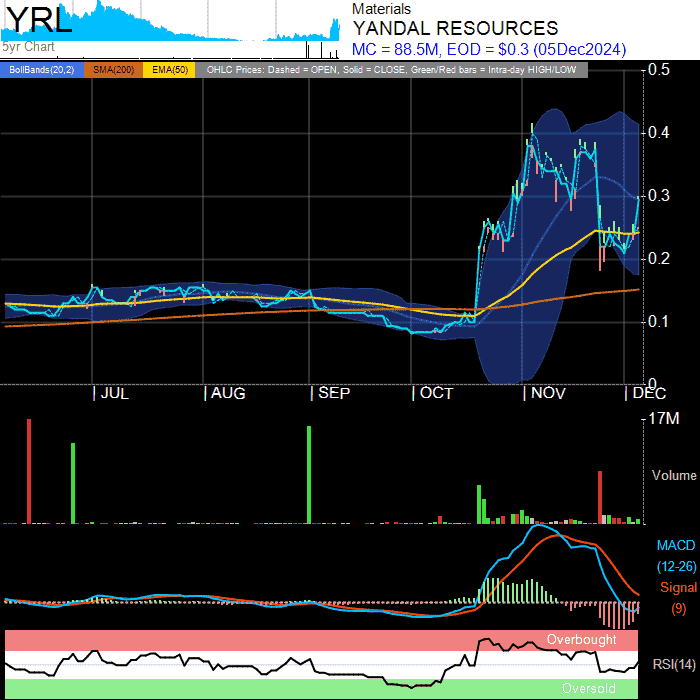 YRL
Materials
YANDAL RESOURCES
5yr Chart
MC = 88.5M, EOD = $0.3 (05Dec2024)
BollBands(20,2) SMA(200) EMA(50) OHLC Prices: Dashed = OPEN, Solid = CLOSE, Green/Red bars = Intra-day HIGH/LOW
0.5
0.4
0.3
0.2
0.1
0
| JUL | AUG | SEP | OCT | NOV | DEC
17M
Volume
MACD
(12-26)
Signal
(9)
Overbought
RSI(14)
Oversold